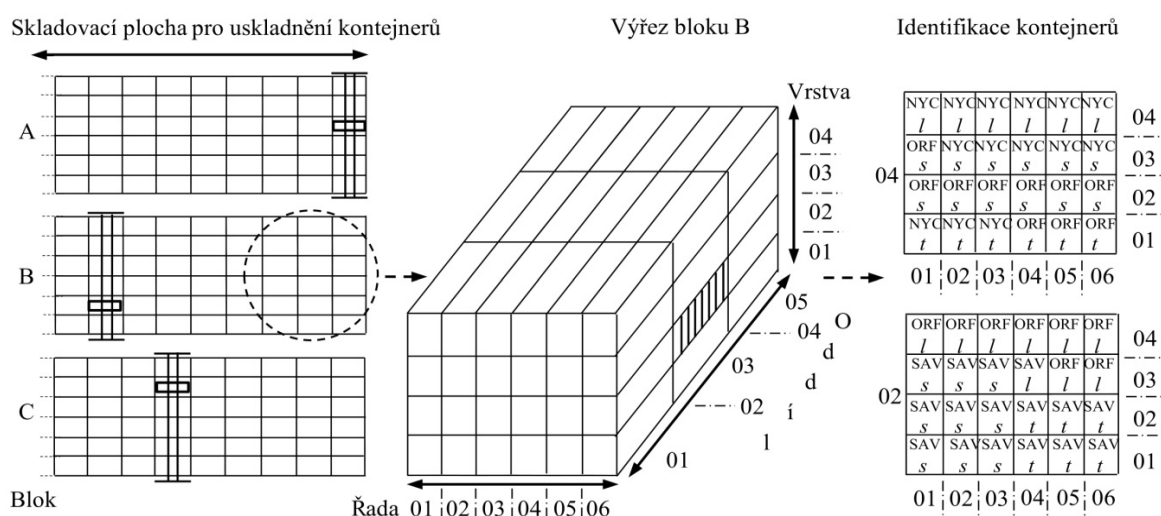 Skladovací plocha pro uskladnění kontejnerů
A
B
C
Blok
Výřez bloku B
Vrstva
04
03
02
01
05
04
03
02
01
O
d
d
í
l
Řada 01 02 03 04 05 06
Identifikace kontejnerů
NYC NYC NYC NYC NYC NYC
l l l l l l
04
ORF NYC NYC NYC NYC NYC
s s s s s s
03
04
ORF ORF ORF ORF ORF ORF
s s s s s s
02
NYC NYC NYC ORF ORF ORF
t t t t t t
01
01 02 03 04 05 06
ORF ORF ORF ORF ORF ORF
l l l l l l
04
SAV SAV SAV SAV ORF ORF
s s s l l l
03
02
SAV SAV SAV SAV SAV SAV
s s s t t t
02
SAV SAV SAV SAV SAV SAV
s s s t t t
01
01 02 03 04 05 06